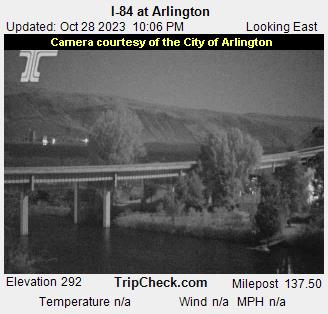 I-84 at Arlington
Updated: Oct 28 2023 10:06 PM Looking East
Camera courtesy of the City of Arlington
Elevation 292 TripCheck.com Milepost 137.50
Temperature n/a Wind n/a MPH n/a